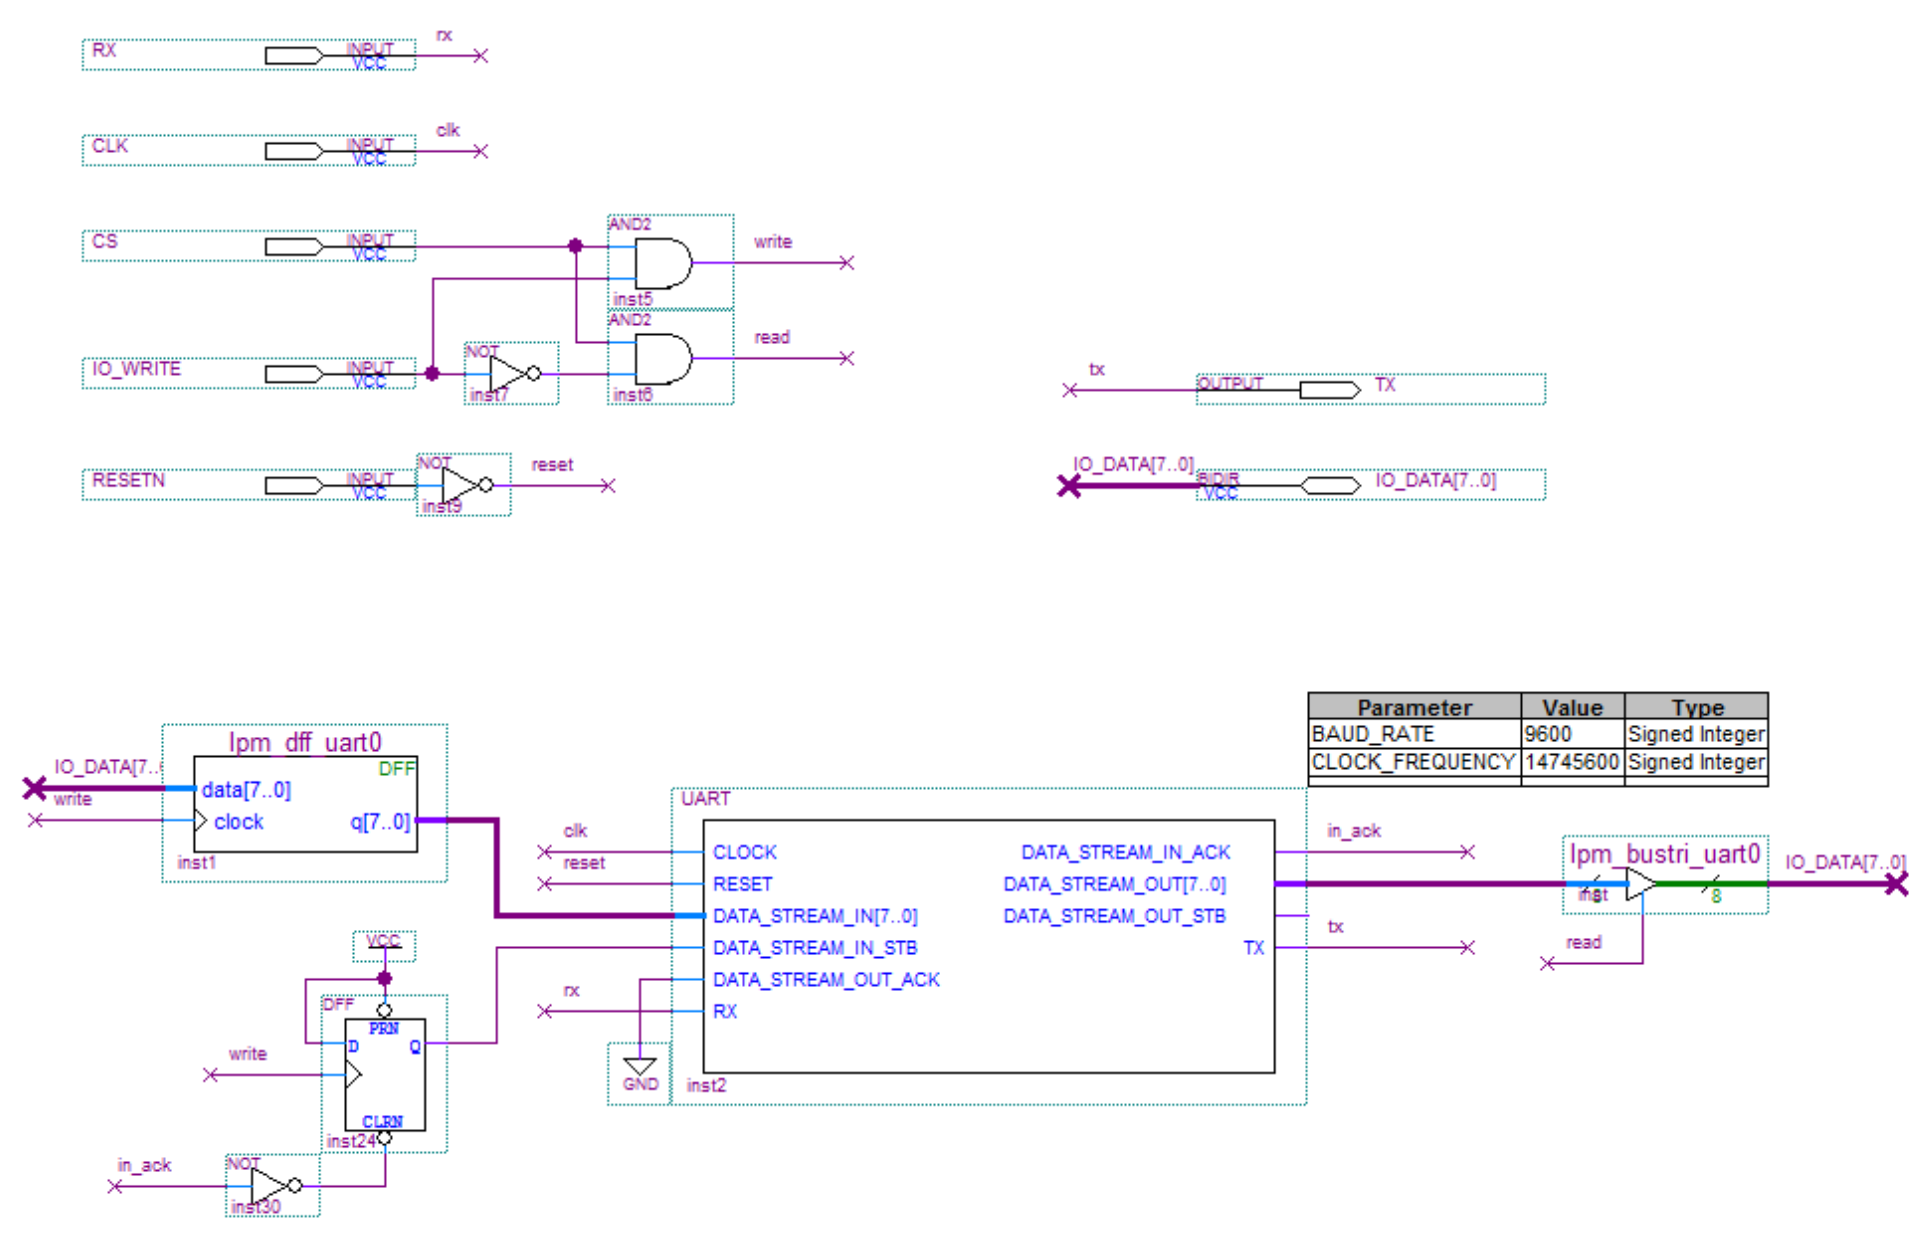 RX INPUT VCC rx
CLK INPUT VCC clk
CS INPUT VCC
AND2 write
inst5
IO_WRITE INPUT VCC
NOT
inst7
AND2 read
inst6
RESETN INPUT VCC
NOT reset
inst9
tx OUTPUT TX
IO_DATA[7..0] BIDIR VCC IO_DATA[7..0]
Parameter Value Type
BAUD_RATE 9600 Signed Integer
CLOCK_FREQUENCY 14745600 Signed Integer
lpm_dff_uart0
DFF
IO_DATA[7..
data[7..0]
write
clock q[7..0]
inst1
UART
clk CLOCK DATA_STREAM_IN_ACK in_ack
reset RESET DATA_STREAM_OUT[7..0]
DATA_STREAM_IN[7..0] DATA_STREAM_OUT_STB
DATA_STREAM_IN_STB TX tx
DATA_STREAM_OUT_ACK
rx RX
GND
inst2
lpm_bustri_uart0
IO_DATA[7..0]
inst
8
8
read
VCC
DFF
PRN
D Q
write
CLRN
inst24
in_ack
NOT
inst30